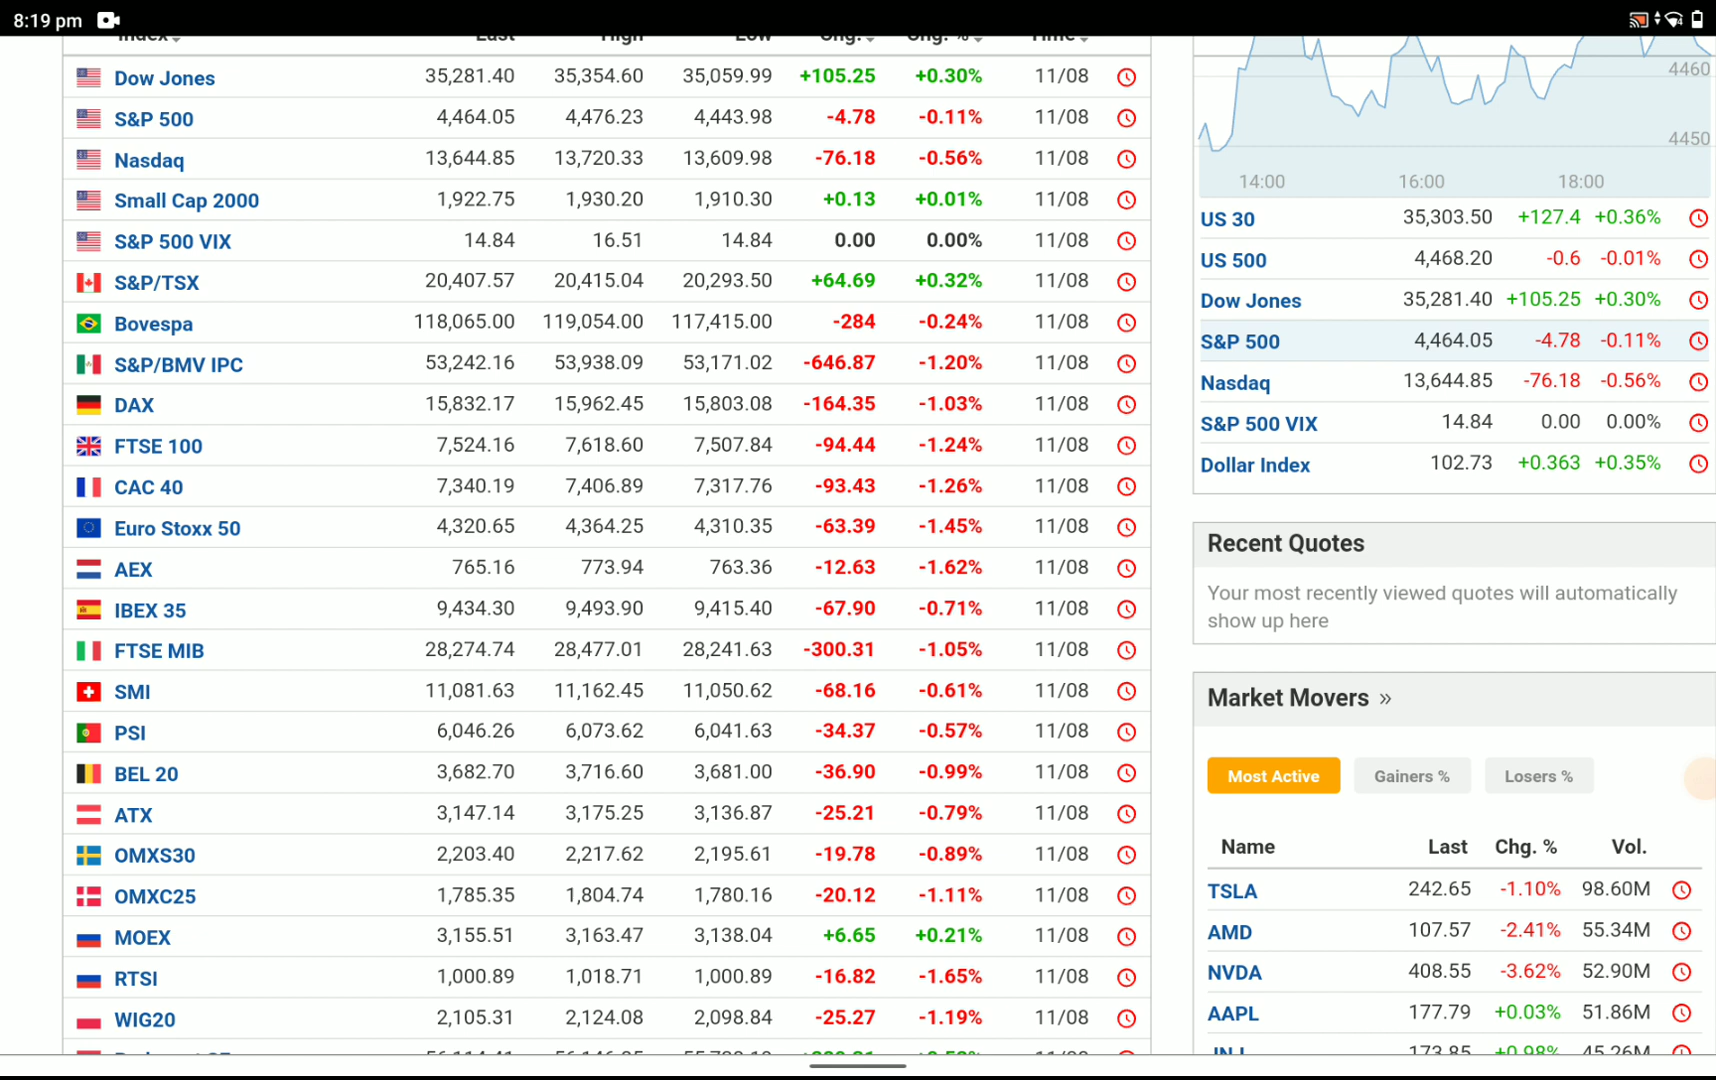 8:19 pm
Index Last High Low Chg. Chg. % Time
Dow Jones 35,281.40 35,354.60 35,059.99 +105.25 +0.30% 11/08
S&P 500 4,464.05 4,476.23 4,443.98 -4.78 -0.11% 11/08
Nasdaq 13,644.85 13,720.33 13,609.98 -76.18 -0.56% 11/08
Small Cap 2000 1,922.75 1,930.20 1,910.30 +0.13 +0.01% 11/08
S&P 500 VIX 14.84 16.51 14.84 0.00 0.00% 11/08
S&P/TSX 20,407.57 20,415.04 20,293.50 +64.69 +0.32% 11/08
Bovespa 118,065.00 119,054.00 117,415.00 -284 -0.24% 11/08
S&P/BMV IPC 53,242.16 53,938.09 53,171.02 -646.87 -1.20% 11/08
DAX 15,832.17 15,962.45 15,803.08 -164.35 -1.03% 11/08
FTSE 100 7,524.16 7,618.60 7,507.84 -94.44 -1.24% 11/08
CAC 40 7,340.19 7,406.89 7,317.76 -93.43 -1.26% 11/08
Euro Stoxx 50 4,320.65 4,364.25 4,310.35 -63.39 -1.45% 11/08
AEX 765.16 773.94 763.36 -12.63 -1.62% 11/08
IBEX 35 9,434.30 9,493.90 9,415.40 -67.90 -0.71% 11/08
FTSE MIB 28,274.74 28,477.01 28,241.63 -300.31 -1.05% 11/08
SMI 11,081.63 11,162.45 11,050.62 -68.16 -0.61% 11/08
PSI 6,046.26 6,073.62 6,041.63 -34.37 -0.57% 11/08
BEL 20 3,682.70 3,716.60 3,681.00 -36.90 -0.99% 11/08
ATX 3,147.14 3,175.25 3,136.87 -25.21 -0.79% 11/08
OMXS30 2,203.40 2,217.62 2,195.61 -19.78 -0.89% 11/08
OMXC25 1,785.35 1,804.74 1,780.16 -20.12 -1.11% 11/08
MOEX 3,155.51 3,163.47 3,138.04 +6.65 +0.21% 11/08
RTSI 1,000.89 1,018.71 1,000.89 -16.82 -1.65% 11/08
WIG20 2,105.31 2,124.08 2,098.84 -25.27 -1.19% 11/08
4460
4450
14:00 16:00 18:00
US 30 35,303.50 +127.4 +0.36%
US 500 4,468.20 -0.6 -0.01%
Dow Jones 35,281.40 +105.25 +0.30%
S&P 500 4,464.05 -4.78 -0.11%
Nasdaq 13,644.85 -76.18 -0.56%
S&P 500 VIX 14.84 0.00 0.00%
Dollar Index 102.73 +0.363 +0.35%
Recent Quotes
Your most recently viewed quotes will automatically
show up here
Market Movers »
Most Active Gainers % Losers %
Name Last Chg. % Vol.
TSLA 242.65 -1.10% 98.60M
AMD 107.57 -2.41% 55.34M
NVDA 408.55 -3.62% 52.90M
AAPL 177.79 +0.03% 51.86M
JNJ 173.85 +0.98% 45.26M